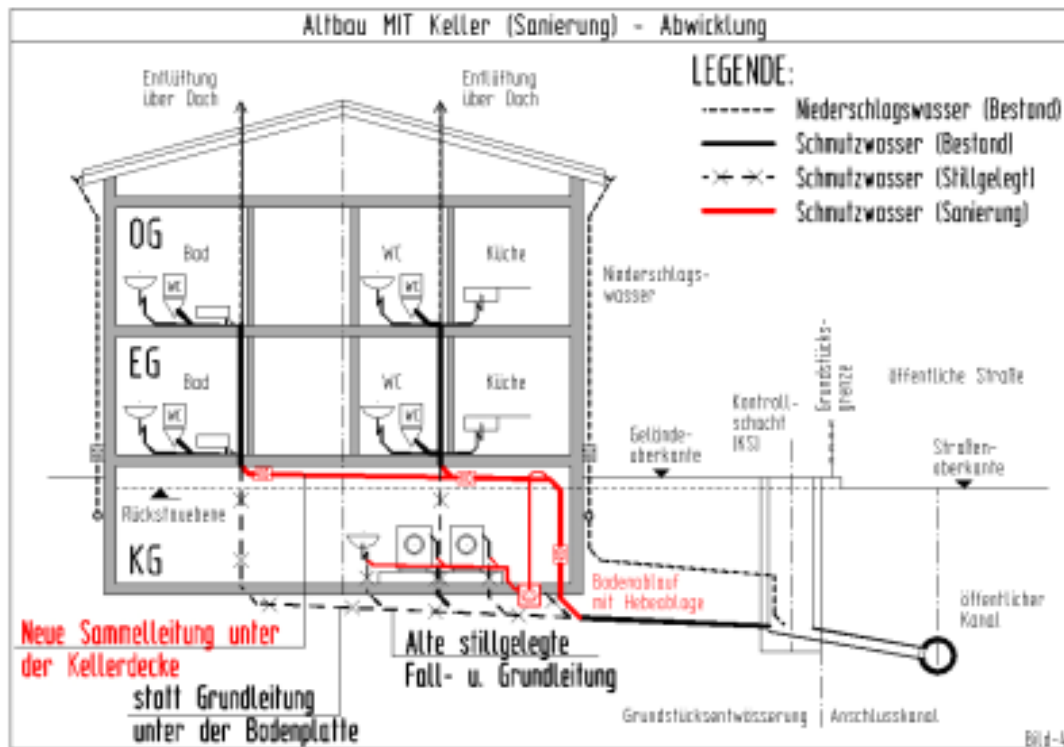 Altbau MIT Keller (Sanierung) - Abwicklung
Entlüftung
über Dach
Entlüftung
über Dach
LEGENDE:
Niederschlagswasser (Bestand)
Schmutzwasser (Bestand)
Schmutzwasser (Stillgelegt)
Schmutzwasser (Sanierung)
OG
Bad
WC
WC
WC
Küche
Niederschlags-
wasser
EG
Bad
WC
WC
WC
Küche
Grundstücks-
grenze
öffentliche Straße
Kontroll-
schacht
(KS)
Gelände-
oberkante
Straßen-
oberkante
Rückstauebene
KG
Bodenablauf
mit Hebeablage
öffentlicher
Kanal
Neue Sammelleitung unter
der Kellerdecke
statt Grundleitung
unter der Bodenplatte
Alte stillgelegte
Fall- u. Grundleitung
Grundstücksentwässerung
Anschlusskanal